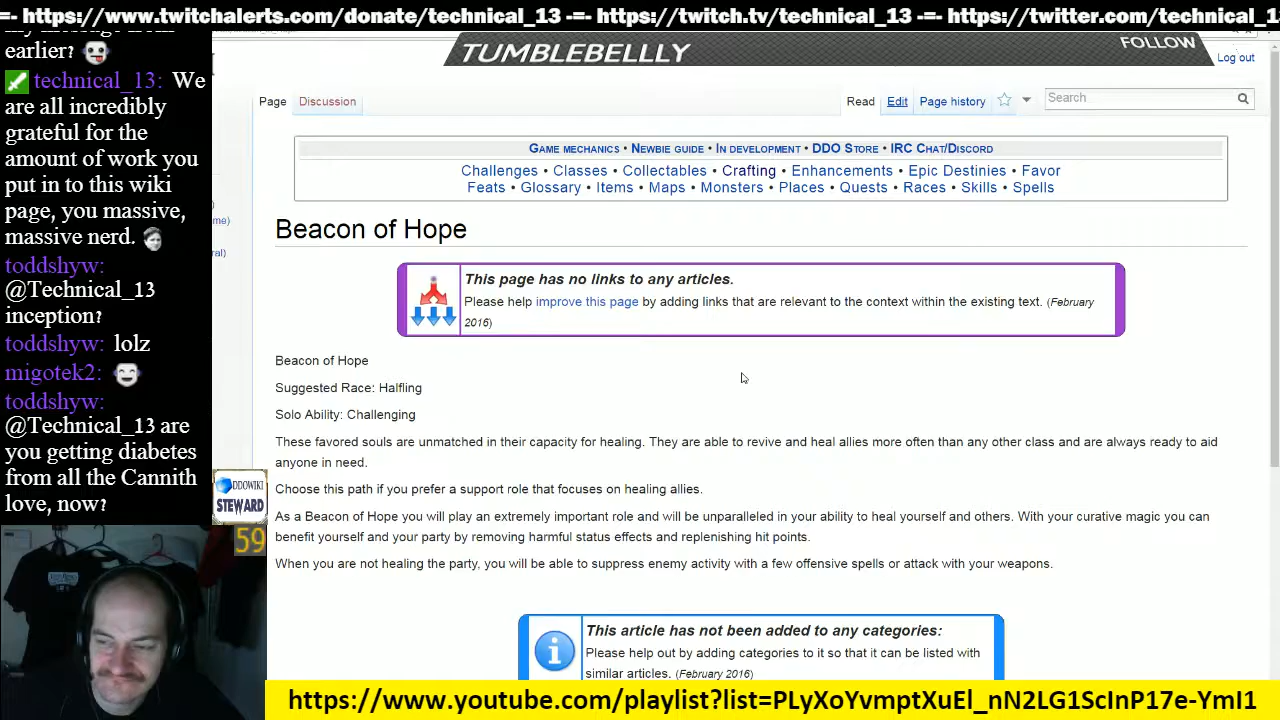 =- https://www.twitchalerts.com/donate/technical_13 -=- https://twitch.tv/technical_13 -=- https://twitter.com/technical_1
earlier?
technical_13: We
are all incredibly
grateful for the
amount of work you
put in to this wiki
page, you massive,
massive nerd.
toddshyw:
@Technical_13
inception?
toddshyw: lolz
migotek2:
toddshyw:
@Technical_13 are
you getting diabetes
from all the Cannith
love, now?
DDOWIKI
STEWARD
59
TUMBLEBELLLY
FOLLOW
Log out
Page Discussion Read Edit Page history Search
GAME MECHANICS • NEWBIE GUIDE • IN DEVELOPMENT • DDO STORE • IRC CHAT/DISCORD
Challenges • Classes • Collectables • Crafting • Enhancements • Epic Destinies • Favor
Feats • Glossary • Items • Maps • Monsters • Places • Quests • Races • Skills • Spells
Beacon of Hope
This page has no links to any articles.
Please help improve this page by adding links that are relevant to the context within the existing text. (February
2016)
Beacon of Hope
Suggested Race: Halfling
Solo Ability: Challenging
These favored souls are unmatched in their capacity for healing. They are able to revive and heal allies more often than any other class and are always ready to aid
anyone in need.
Choose this path if you prefer a support role that focuses on healing allies.
As a Beacon of Hope you will play an extremely important role and will be unparalleled in your ability to heal yourself and others. With your curative magic you can
benefit yourself and your party by removing harmful status effects and replenishing hit points.
When you are not healing the party, you will be able to suppress enemy activity with a few offensive spells or attack with your weapons.
This article has not been added to any categories:
Please help out by adding categories to it so that it can be listed with
similar articles. (February 2016)
https://www.youtube.com/playlist?list=PLyXoYvmptXuEl_nN2LG1ScInP17e-YmI1